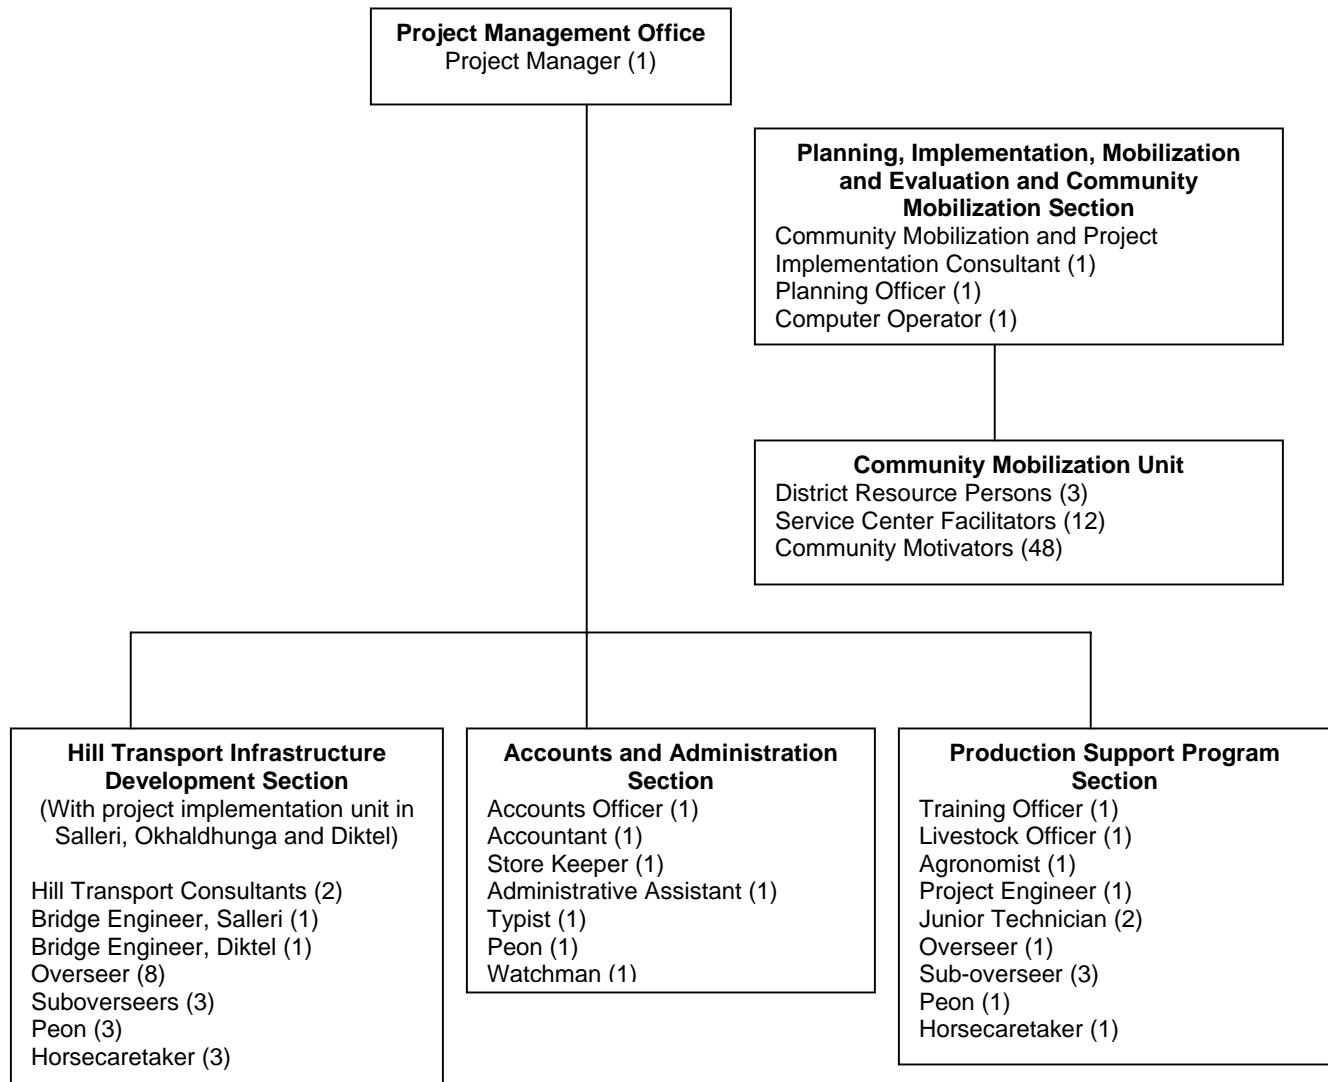 Project Management Office
Project Manager (1)
Planning, Implementation, Mobilization
and Evaluation and Community
Mobilization Section
Community Mobilization and Project
Implementation Consultant (1)
Planning Officer (1)
Computer Operator (1)
Community Mobilization Unit
District Resource Persons (3)
Service Center Facilitators (12)
Community Motivators (48)
Hill Transport Infrastructure
Development Section
(With project implementation unit in
Salleri, Okhaldhunga and Diktel)
Hill Transport Consultants (2)
Bridge Engineer, Salleri (1)
Bridge Engineer, Diktel (1)
Overseer (8)
Suboverseers (3)
Peon (3)
Horsecaretaker (3)
Accounts and Administration
Section
Accounts Officer (1)
Accountant (1)
Store Keeper (1)
Administrative Assistant (1)
Typist (1)
Peon (1)
Watchman (1)
Production Support Program
Section
Training Officer (1)
Livestock Officer (1)
Agronomist (1)
Project Engineer (1)
Junior Technician (2)
Overseer (1)
Sub-overseer (3)
Peon (1)
Horsecaretaker (1)